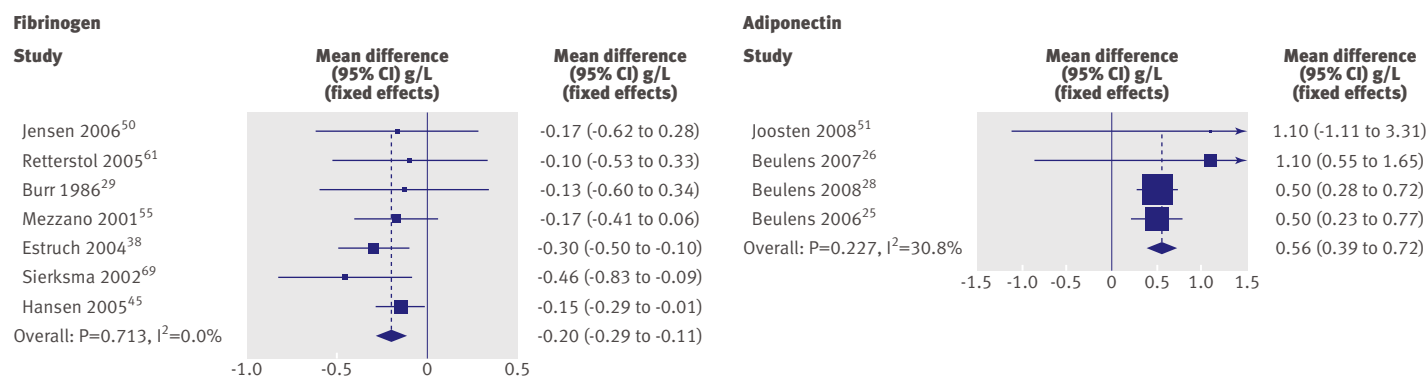 Fibrinogen
Study
Mean difference
(95% CI) g/L
(fixed effects)
Mean difference
(95% CI) g/L
(fixed effects)
Jensen 2006⁵⁰ -0.17 (-0.62 to 0.28)
Retterstol 2005⁶¹ -0.10 (-0.53 to 0.33)
Burr 1986²⁹ -0.13 (-0.60 to 0.34)
Mezzano 2001⁵⁵ -0.17 (-0.41 to 0.06)
Estruch 2004³⁸ -0.30 (-0.50 to -0.10)
Sierksma 2002⁶⁹ -0.46 (-0.83 to -0.09)
Hansen 2005⁴⁵ -0.15 (-0.29 to -0.01)
Overall: P=0.713, I²=0.0% -0.20 (-0.29 to -0.11)
-1.0 -0.5 0 0.5
Adiponectin
Study
Mean difference
(95% CI) g/L
(fixed effects)
Mean difference
(95% CI) g/L
(fixed effects)
Joosten 2008⁵¹ 1.10 (-1.11 to 3.31)
Beulens 2007²⁶ 1.10 (0.55 to 1.65)
Beulens 2008²⁸ 0.50 (0.28 to 0.72)
Beulens 2006²⁵ 0.50 (0.23 to 0.77)
Overall: P=0.227, I²=30.8% 0.56 (0.39 to 0.72)
-1.5 -1.0 -0.5 0 0.5 1.0 1.5